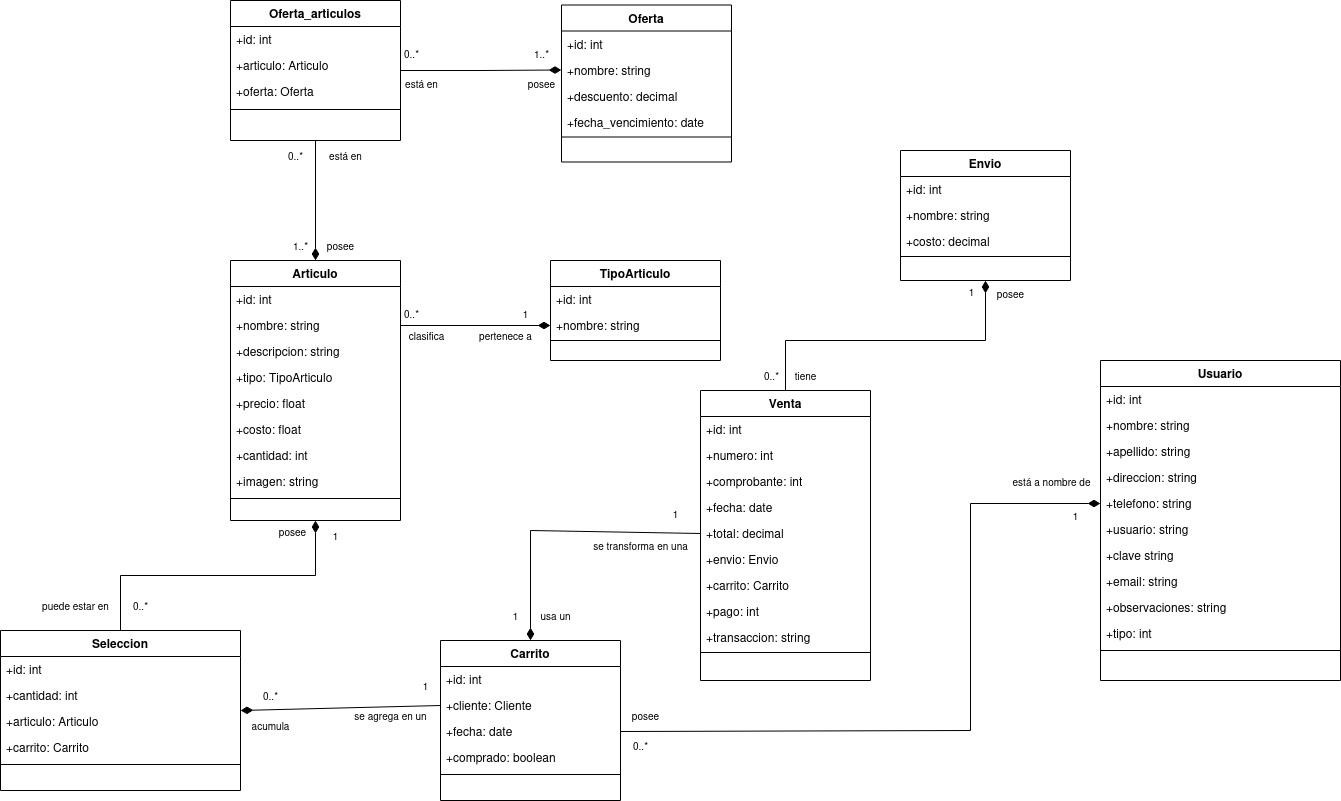 Oferta_articulos
+id: int
+articulo: Articulo
+oferta: Oferta
0..*
está en
1..*
posee
Oferta
+id: int
+nombre: string
+descuento: decimal
+fecha_vencimiento: date
0..*
está en
1..*
posee
Envio
+id: int
+nombre: string
+costo: decimal
1
posee
Articulo
+id: int
+nombre: string
+descripcion: string
+tipo: TipoArticulo
+precio: float
+costo: float
+cantidad: int
+imagen: string
0..*
clasifica
1
pertenece a
TipoArticulo
+id: int
+nombre: string
0..*
tiene
Venta
+id: int
+numero: int
+comprobante: int
+fecha: date
+total: decimal
+envio: Envio
+carrito: Carrito
+pago: int
+transaccion: string
Usuario
+id: int
+nombre: string
+apellido: string
+direccion: string
+telefono: string
+usuario: string
+clave string
+email: string
+observaciones: string
+tipo: int
está a nombre de
1
1
se transforma en una
posee
1
puede estar en
0..*
1
usa un
Seleccion
+id: int
+cantidad: int
+articulo: Articulo
+carrito: Carrito
0..*
acumula
1
se agrega en un
Carrito
+id: int
+cliente: Cliente
+fecha: date
+comprado: boolean
posee
0..*